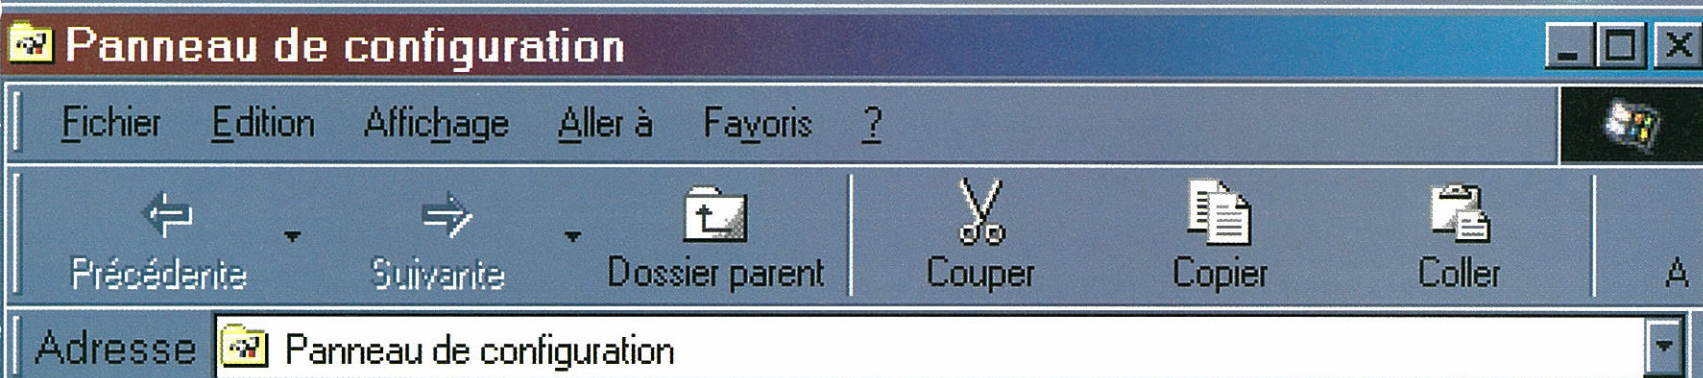 Panneau de configuration
Fichier Edition Affichage Aller à Favoris ?
Précédente Suivante Dossier parent Couper Copier Coller A
Adresse Panneau de configuration